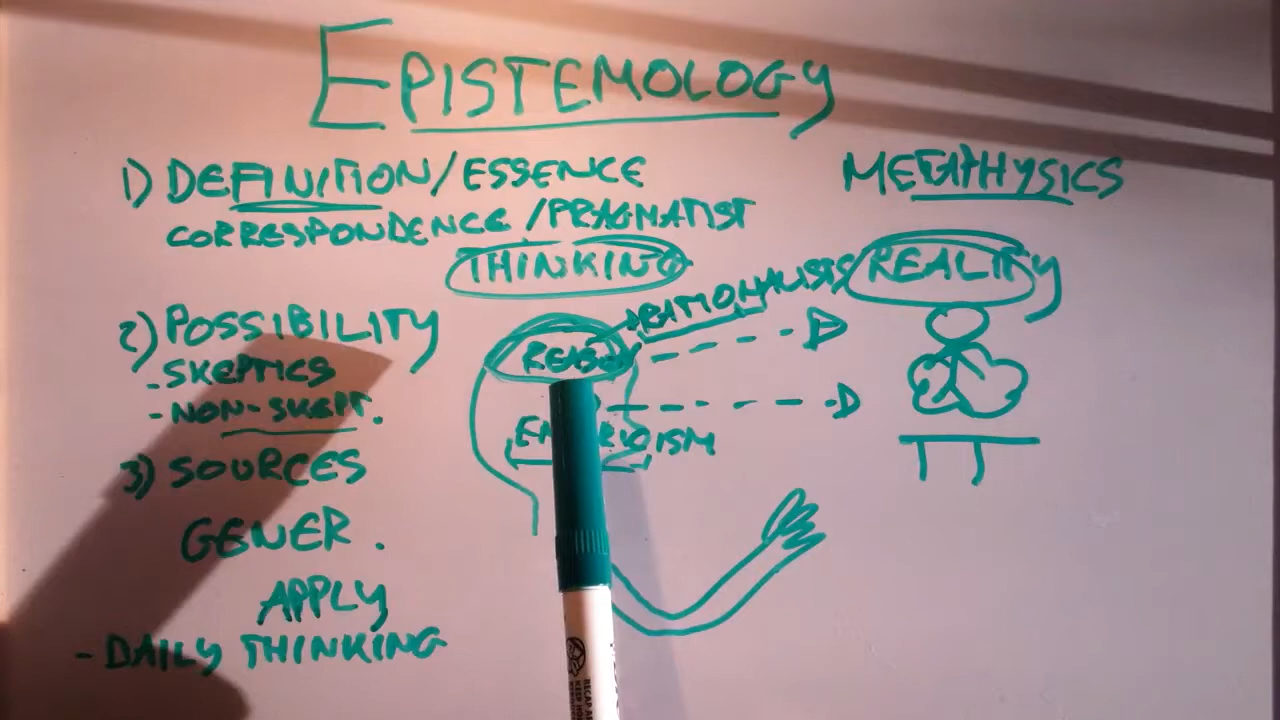 EPISTEMOLOGY
1) DEFINITION/ESSENCE
CORRESPONDENCE/PRAGMATIST
METAPHYSICS
THINKING
REALITY
RATIONALISTS
2) POSSIBILITY
- SKEPTICS
- NON-SKEPT.
3) SOURCES
GENER.
APPLY
- DAILY THINKING
RECAP